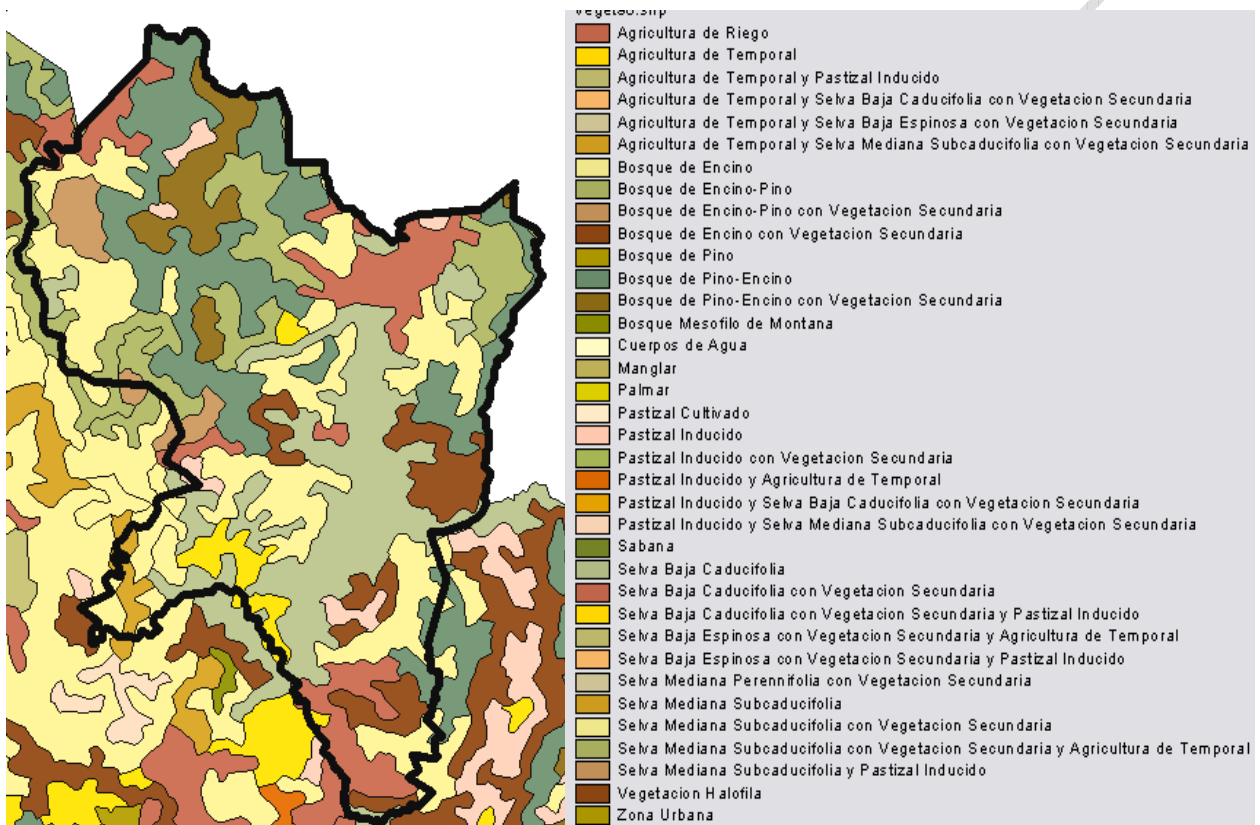 Agricultura de Riego
Agricultura de Temporal
Agricultura de Temporal y Pastizal Inducido
Agricultura de Temporal y Selva Baja Caducifolia con Vegetacion Secundaria
Agricultura de Temporal y Selva Baja Espinosa con Vegetacion Secundaria
Agricultura de Temporal y Selva Mediana Subcaducifolia con Vegetacion Secundaria
Bosque de Encino
Bosque de Encino-Pino
Bosque de Encino-Pino con Vegetacion Secundaria
Bosque de Encino con Vegetacion Secundaria
Bosque de Pino
Bosque de Pino-Encino
Bosque de Pino-Encino con Vegetacion Secundaria
Bosque Mesofilo de Montana
Cuerpos de Agua
Manglar
Palmar
Pastizal Cultivado
Pastizal Inducido
Pastizal Inducido con Vegetacion Secundaria
Pastizal Inducido y Agricultura de Temporal
Pastizal Inducido y Selva Baja Caducifolia con Vegetacion Secundaria
Pastizal Inducido y Selva Mediana Subcaducifolia con Vegetacion Secundaria
Sabana
Selva Baja Caducifolia
Selva Baja Caducifolia con Vegetacion Secundaria
Selva Baja Caducifolia con Vegetacion Secundaria y Pastizal Inducido
Selva Baja Espinosa con Vegetacion Secundaria y Agricultura de Temporal
Selva Baja Espinosa con Vegetacion Secundaria y Pastizal Inducido
Selva Mediana Perennifolia con Vegetacion Secundaria
Selva Mediana Subcaducifolia
Selva Mediana Subcaducifolia con Vegetacion Secundaria
Selva Mediana Subcaducifolia con Vegetacion Secundaria y Agricultura de Temporal
Selva Mediana Subcaducifolia y Pastizal Inducido
Vegetacion Halofila
Zona Urbana